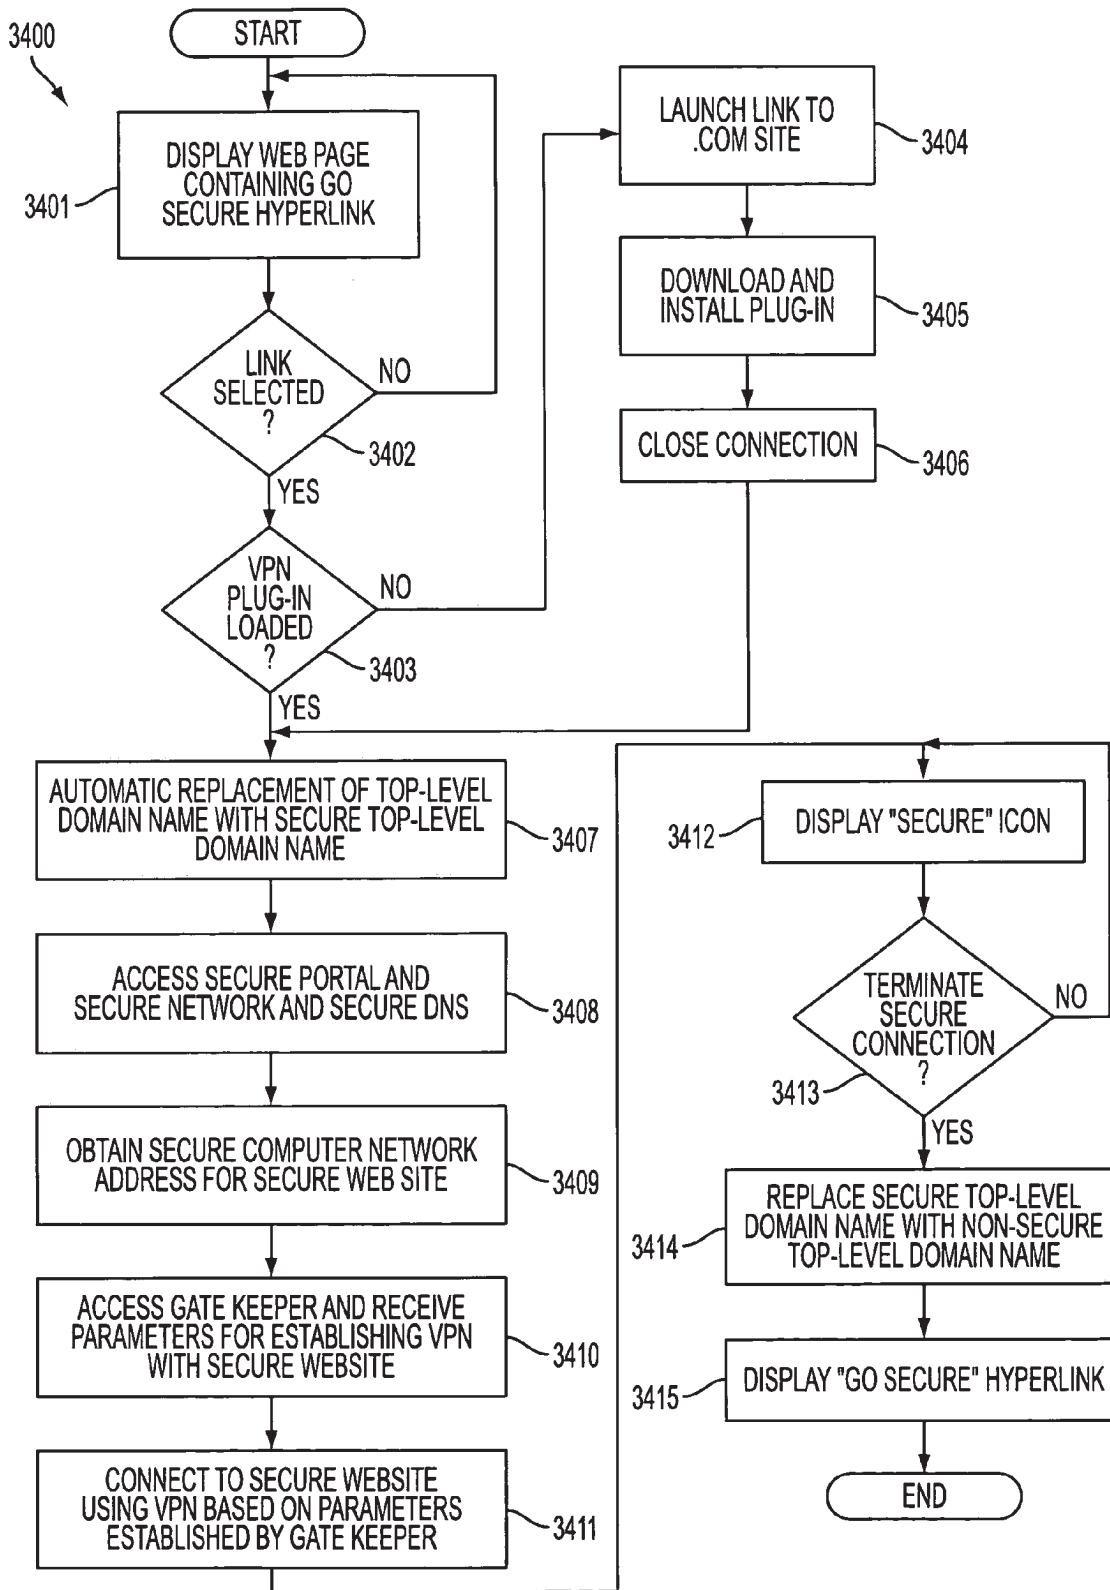 3400
START
DISPLAY WEB PAGE
CONTAINING GO
SECURE HYPERLINK
3401
LINK
SELECTED
?
NO
3402
YES
VPN
PLUG-IN
LOADED
?
NO
3403
YES
LAUNCH LINK TO
.COM SITE
3404
DOWNLOAD AND
INSTALL PLUG-IN
3405
CLOSE CONNECTION
3406
AUTOMATIC REPLACEMENT OF TOP-LEVEL
DOMAIN NAME WITH SECURE TOP-LEVEL
DOMAIN NAME
3407
ACCESS SECURE PORTAL AND
SECURE NETWORK AND SECURE DNS
3408
OBTAIN SECURE COMPUTER NETWORK
ADDRESS FOR SECURE WEB SITE
3409
ACCESS GATE KEEPER AND RECEIVE
PARAMETERS FOR ESTABLISHING VPN
WITH SECURE WEBSITE
3410
CONNECT TO SECURE WEBSITE
USING VPN BASED ON PARAMETERS
ESTABLISHED BY GATE KEEPER
3411
DISPLAY "SECURE" ICON
3412
TERMINATE
SECURE
CONNECTION
?
NO
3413
YES
REPLACE SECURE TOP-LEVEL
DOMAIN NAME WITH NON-SECURE
TOP-LEVEL DOMAIN NAME
3414
DISPLAY "GO SECURE" HYPERLINK
3415
END